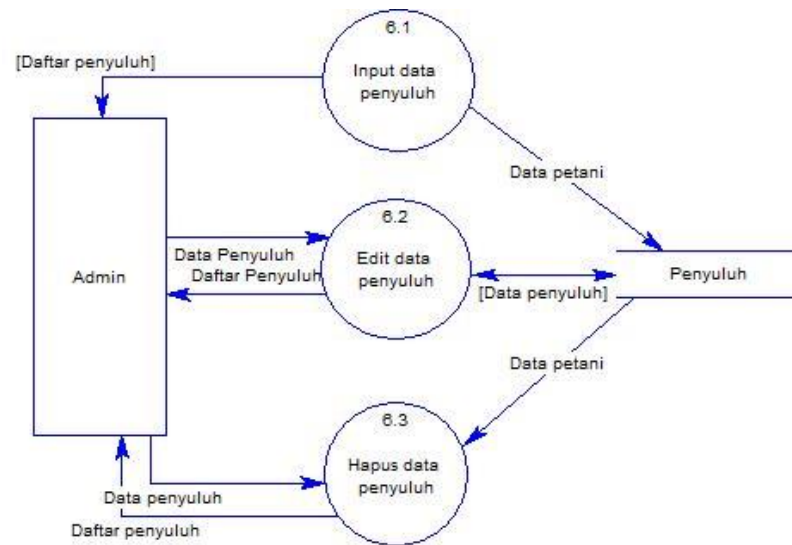 6.1
Input data
penyuluh
[Daftar penyuluh]
Data petani
6.2
Edit data
penyuluh
Data Penyuluh
Daftar Penyuluh
Admin
[Data penyuluh]
Penyuluh
Data petani
6.3
Hapus data
penyuluh
Data penyuluh
Daftar penyuluh